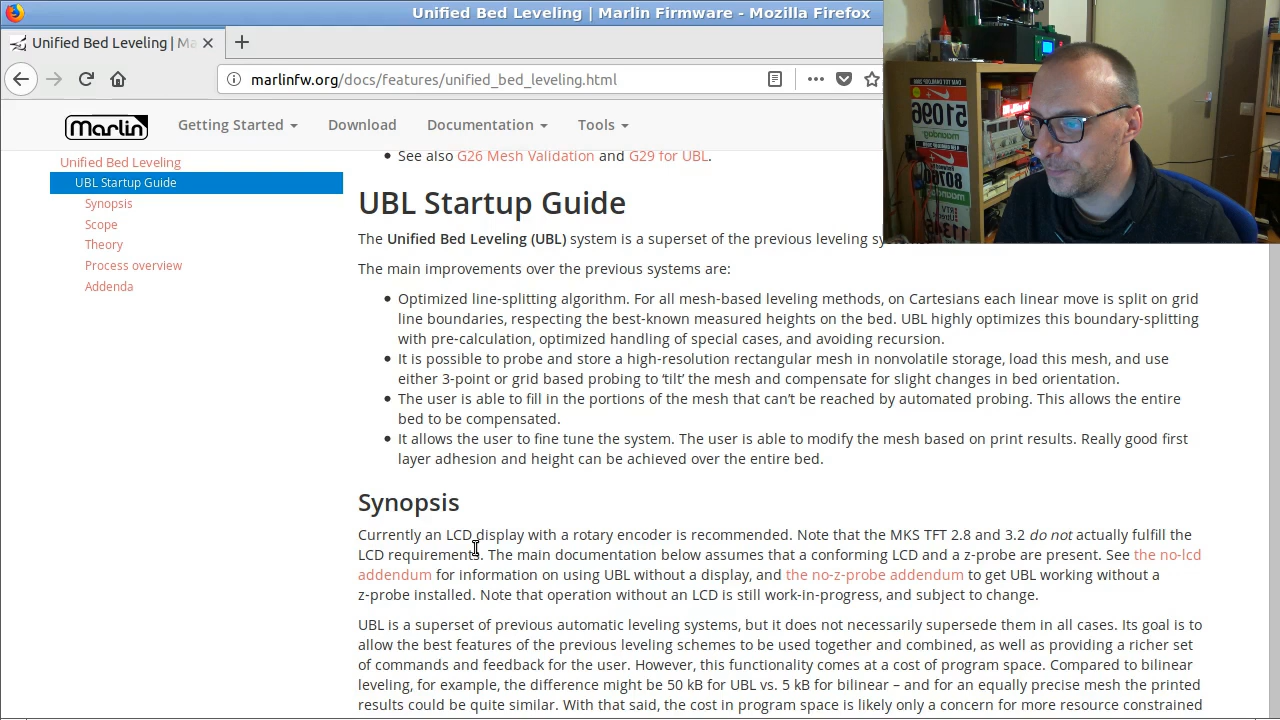 Unified Bed Leveling | Marlin Firmware - Mozilla Firefox
Unified Bed Leveling | Ma
marlinfw.org/docs/features/unified_bed_leveling.html
Marlin
Getting Started
Download
Documentation
Tools
Unified Bed Leveling
UBL Startup Guide
Synopsis
Scope
Theory
Process overview
Addenda
See also G26 Mesh Validation and G29 for UBL.
UBL Startup Guide
The Unified Bed Leveling (UBL) system is a superset of the previous leveling
The main improvements over the previous systems are:
Optimized line-splitting algorithm. For all mesh-based leveling methods, on Cartesians each linear move is split on grid
line boundaries, respecting the best-known measured heights on the bed. UBL highly optimizes this boundary-splitting
with pre-calculation, optimized handling of special cases, and avoiding recursion.
It is possible to probe and store a high-resolution rectangular mesh in nonvolatile storage, load this mesh, and use
either 3-point or grid based probing to ‘tilt’ the mesh and compensate for slight changes in bed orientation.
The user is able to fill in the portions of the mesh that can’t be reached by automated probing. This allows the entire
bed to be compensated.
It allows the user to fine tune the system. The user is able to modify the mesh based on print results. Really good first
layer adhesion and height can be achieved over the entire bed.
Synopsis
Currently an LCD display with a rotary encoder is recommended. Note that the MKS TFT 2.8 and 3.2 do not actually fulfill the
LCD requirements. The main documentation below assumes that a conforming LCD and a z-probe are present. See the no-lcd
addendum for information on using UBL without a display, and the no-z-probe addendum to get UBL working without a
z-probe installed. Note that operation without an LCD is still work-in-progress, and subject to change.
UBL is a superset of previous automatic leveling systems, but it does not necessarily supersede them in all cases. Its goal is to
allow the best features of the previous leveling schemes to be used together and combined, as well as providing a richer set
of commands and feedback for the user. However, this functionality comes at a cost of program space. Compared to bilinear
leveling, for example, the difference might be 50 kB for UBL vs. 5 kB for bilinear – and for an equally precise mesh the printed
results could be quite similar. With that said, the cost in program space is likely only a concern for more resource constrained
51096
80760